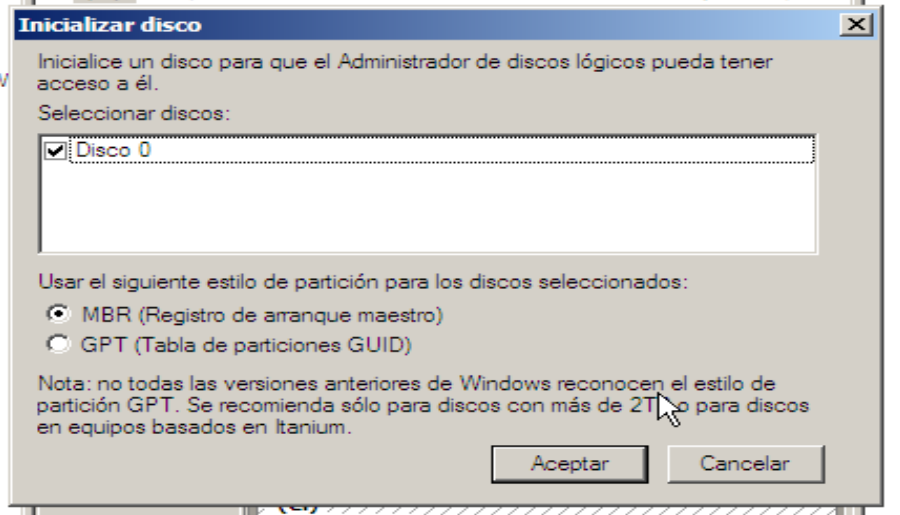 Inicializar disco
Inicialice un disco para que el Administrador de discos lógicos pueda tener
acceso a él.
Seleccionar discos:
Disco 0
Usar el siguiente estilo de partición para los discos seleccionados:
MBR (Registro de arranque maestro)
GPT (Tabla de particiones GUID)
Nota: no todas las versiones anteriores de Windows reconocen el estilo de
partición GPT. Se recomienda sólo para discos con más de o para discos
en equipos basados en Itanium.
Aceptar
Cancelar